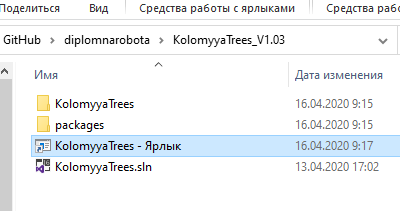 Поделиться
Средства работы с ярлыками
Средства рабо
GitHub › diplomnarobota › KolomyyaTrees_V1.03
Имя
Дата изменения
KolomyyaTrees 16.04.2020 9:15
packages 16.04.2020 9:15
KolomyyaTrees - Ярлык 16.04.2020 9:17
KolomyyaTrees.sln 13.04.2020 17:02